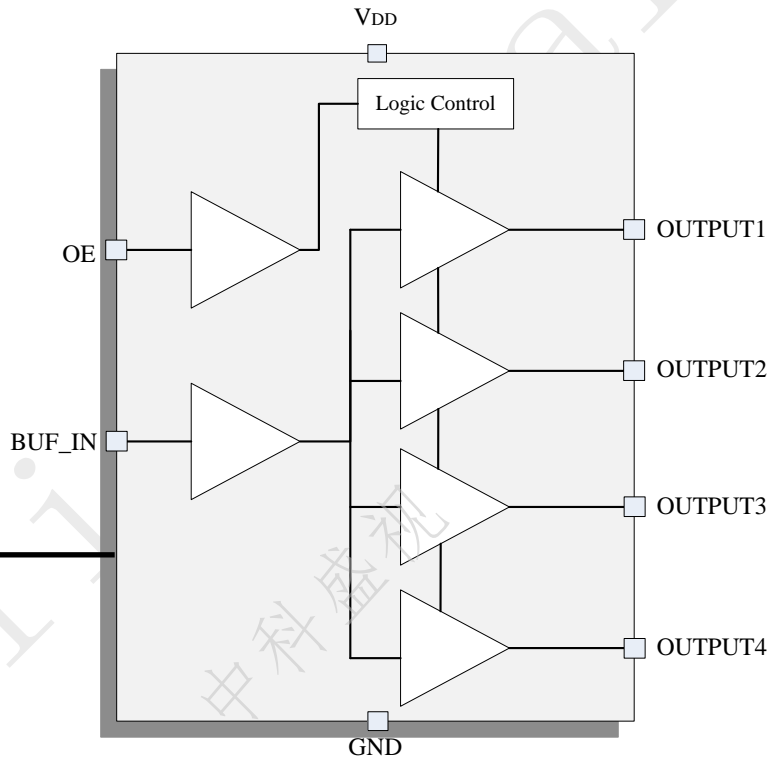 VDD
Logic Control
OE
OUTPUT1
OUTPUT2
BUF_IN
OUTPUT3
OUTPUT4
GND
中科盛视